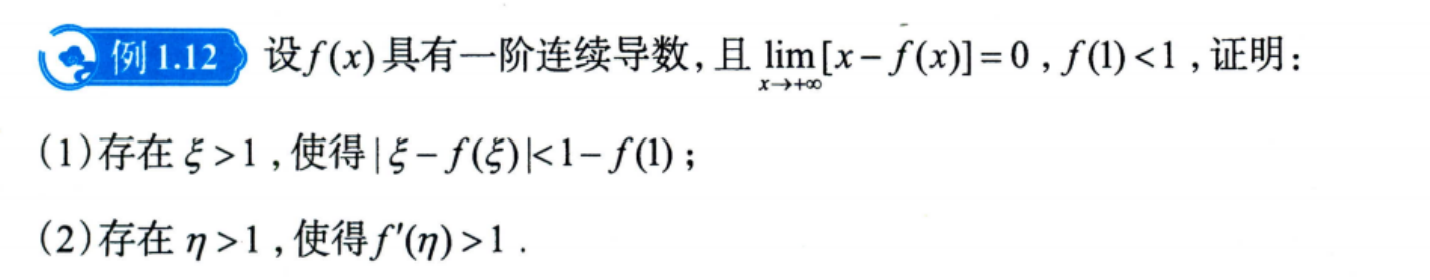 例 1.12 设 f(x) 具有一阶连续导数,且 lim_{x→+∞}[x-f(x)]=0,f(1)<1,证明:
(1)存在 ξ>1,使得|ξ-f(ξ)|<1-f(1);
(2)存在 η>1,使得 f′(η)>1.